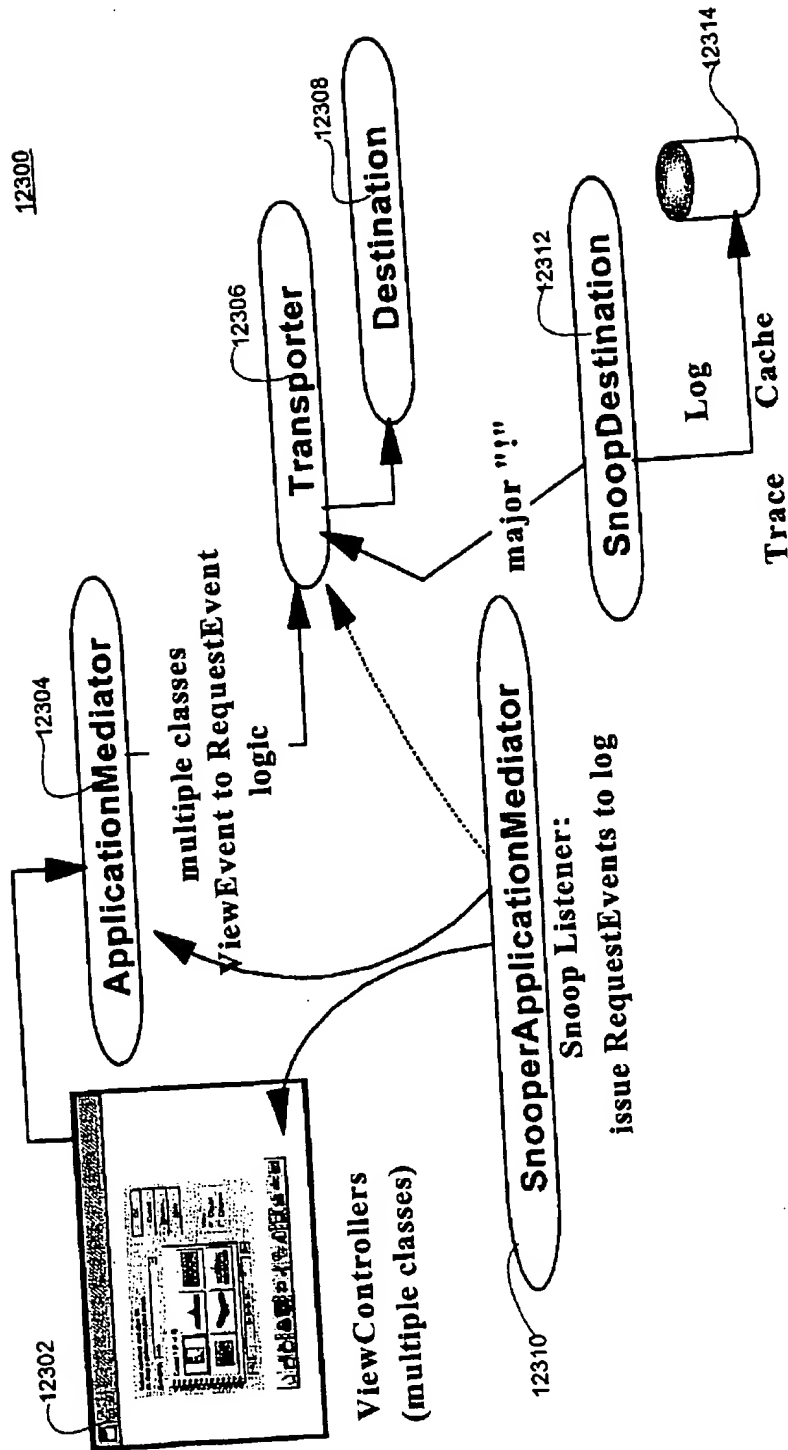 12300
12302
ViewControllers
(multiple classes)
12304
ApplicationMediator
multiple classes
ViewEvent to RequestEvent
logic
12306
Transporter
12308
Destination
12310
SnooperApplicationMediator
Snoop Listener:
issue RequestEvents to log
major "!"
12312
SnoopDestination
Log
Trace Cache
12314